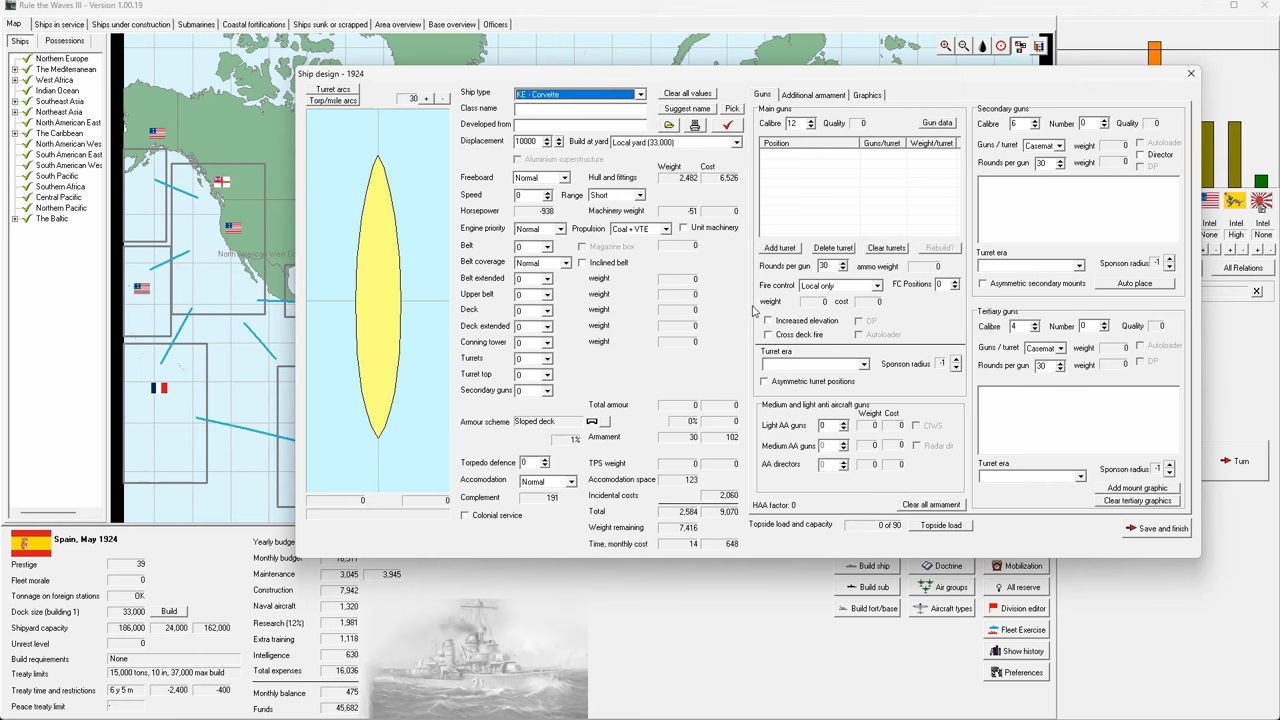 Rule the Waves III - Version 1.00.19
Map Ships in service Ships under construction Submarines Coastal fortifications Ships sunk or scrapped Area overview Base overview Officers
Ships Possessions
Northern Europe
The Mediterranean
West Africa
Indian Ocean
Southeast Asia
Northeast Asia
North American East
The Caribbean
North American Wes
South American East
South American Wes
South Pacific
Southern Africa
Central Pacific
Northern Pacific
The Baltic
Ship design - 1924
Turret arcs
Torp/msle arcs
30 + -
0 0
Ship type KE - Corvette Clear all values
Class name Suggest name Pick
Developed from
Displacement 10000 Build at yard Local yard (33,000)
Aluminium superstructure
Weight Cost
Freeboard Normal Hull and fittings 2,482 6,526
Speed 0 Range Short
Horsepower -938 Machinery weight -51 0
Engine priority Normal Propulsion Coal + VTE Unit machinery
Belt 0 Magazine box 0
Belt coverage Normal Inclined belt
Belt extended 0 weight 0
Upper belt 0 weight 0
Deck 0 weight 0
Deck extended 0 weight 0
Conning tower 0 weight 0
Turrets 0
Turret top 0
Secondary guns 0
Total armour 0 0
Armour scheme Sloped deck 0% 0
1% Armament 30 102
Torpedo defence 0 TPS weight 0 0
Accomodation Normal Accomodation space 123
Complement 191 Incidental costs 2,060
Colonial service Total 2,584 9,070
Weight remaining 7,416
Time, monthly cost 14 648
Guns Additional armament Graphics
Main guns
Calibre 12 Quality 0 Gun data
Position Guns/turret Weight/turret
Add turret Delete turret Clear turrets Rebuild?
Rounds per gun 30 ammo weight 0
Fire control Local only FC Positions 0
weight 0 cost 0
Increased elevation DP
Cross deck fire Autoloader
Turret era
Sponson radius -1
Asymmetric turret positions
Medium and light anti aircraft guns
Weight Cost
Light AA guns 0 0 0 CIWS
Medium AA guns 0 0 0 Radar dir
AA directors 0 0 0
HAA factor: 0 Clear all armament
Topside load and capacity 0 of 90 Topside load
Secondary guns
Calibre 6 Number 0 Quality 0
Guns / turret Casemat weight 0 Autoloader
Director
Rounds per gun 30 weight 0 DP
Turret era
Sponson radius -1
Asymmetric secondary mounts Auto place
Tertiary guns
Calibre 4 Number 0 Quality 0
Guns / turret Casemat weight 0 Autoloader
Rounds per gun 30 weight 0 DP
Turret era
Sponson radius -1
Add mount graphic
Clear tertiary graphics
Save and finish
North American West C
Intel Intel Intel
None High None
All Relations
Turn
Spain, May 1924
Prestige 39
Fleet morale 0
Tonnage on foreign stations OK
Dock size (building 1) 33,000 Build
Shipyard capacity 186,000 24,000 162,000
Unrest level 0
Build requirements None
Treaty limits 15,000 tons, 10 in, 37,000 max build
Treaty time and restrictions 6 y 5 m -2,400 -400
Peace treaty limit -
Yearly budge
Monthly budge
Maintenance 3,045 3,945
Construction 7,942
Naval aircraft 1,320
Research (12%) 1,981
Extra training 1,118
Intelligence 630
Total expenses 16,036
Monthly balance 475
Funds 45,682
Build ship Doctrine Mobilization
Build sub Air groups All reserve
Build fort/base Aircraft types Division editor
Fleet Exercise
Show history
Preferences